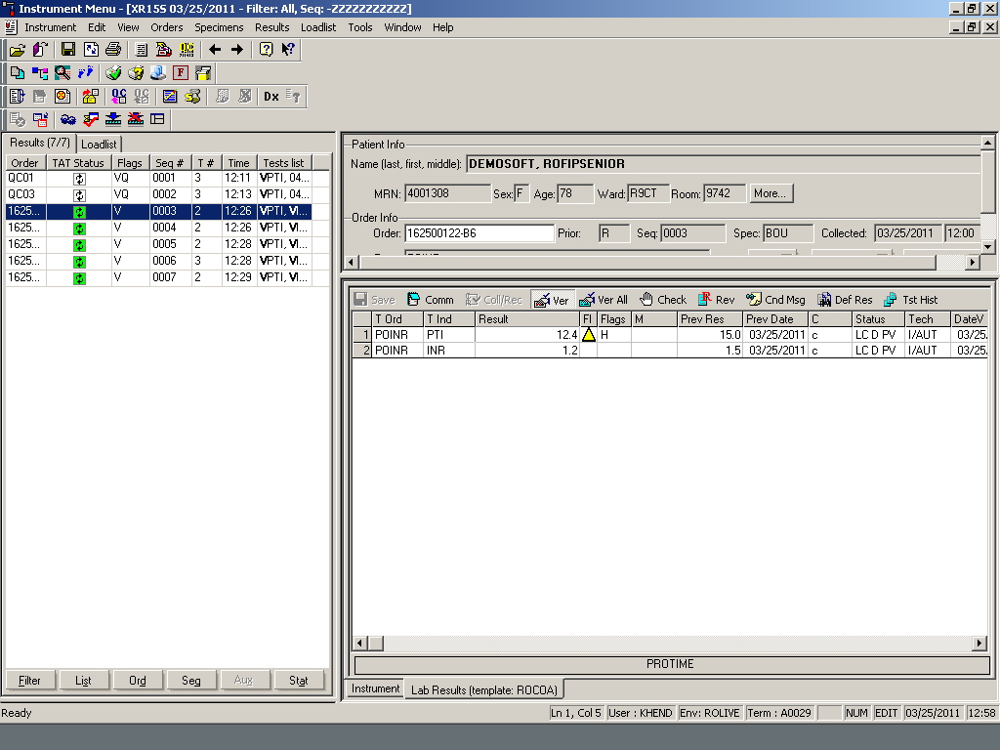 Instrument Menu - [XR15S 03/25/2011 - Filter: All, Seq: -ZZZZZZZZZZZ]
Instrument Edit View Orders Specimens Results Loadlist Tools Window Help
F
QC QC Dx
Results (7/7) Loadlist
Order TAT Status Flags Seq # T # Time Tests list
QC01 VQ 0001 3 12:11 VPTI, 04...
QC03 VQ 0002 3 12:13 VPTI, 04...
1625... V 0003 2 12:26 VPTI, VI...
1625... V 0004 2 12:26 VPTI, VI...
1625... V 0005 2 12:28 VPTI, VI...
1625... V 0006 3 12:28 VPTI, VI...
1625... V 0007 2 12:29 VPTI, VI...
Filter List Ord Seg Aux Stat
Patient Info
Name (last, first, middle): DEMOSOFT, ROFIPSENIOR
MRN: 4001308 Sex: F Age: 78 Ward: R9CT Room: 9742 More...
Order Info
Order: 162500122-B6 Prior: R Seq: 0003 Spec: BOU Collected: 03/25/2011 12:00
Save Comm Coll/Rec Ver Ver All Check Rev Cnd Msg Def Res Tst Hist
T Ord T Ind Result Fl Flags M Prev Res Prev Date C Status Tech DateV
1 POINR PTI 12.4 H 15.0 03/25/2011 c LC D PV I/AUT 03/25.
2 POINR INR 1.2 1.5 03/25/2011 c LC D PV I/AUT 03/25.
PROTIME
Instrument Lab Results (template: ROCOA)
Ready Ln 1, Col 5 User : KHEND Env: ROLIVE Term : A0029 NUM EDIT 03/25/2011 12:58